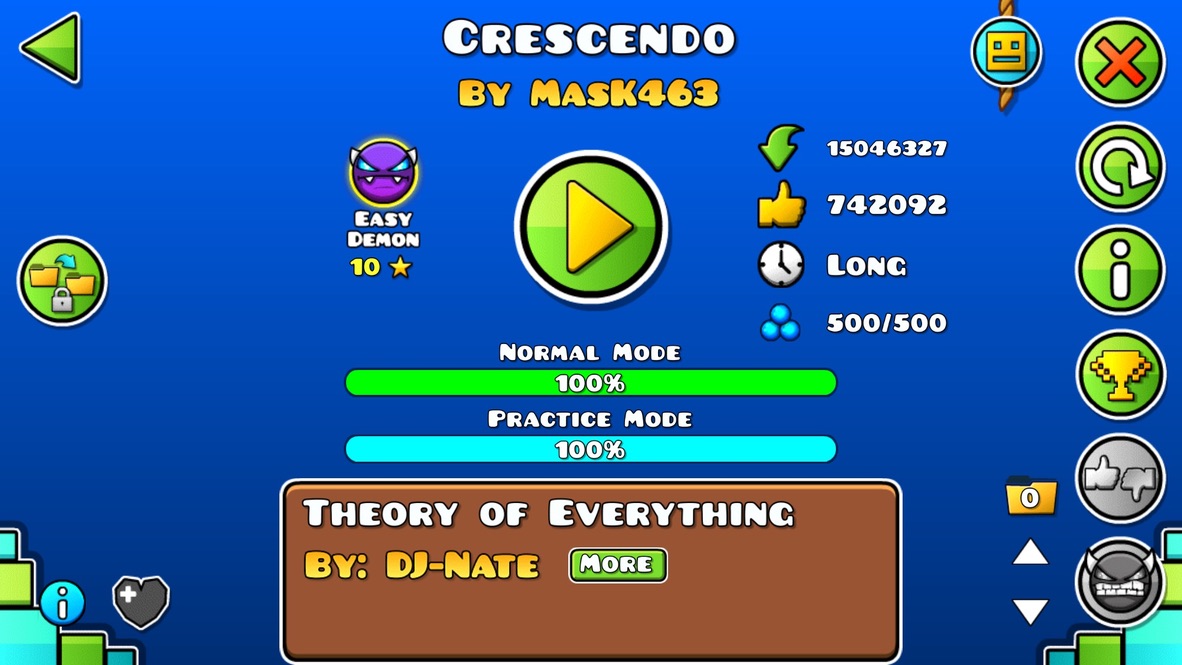 Crescendo
By MasK463
15046327
Easy Demon
742092
10
Long
500/500
Normal Mode
100%
Practice Mode
100%
Theory of Everything
By: DJ-Nate More
0